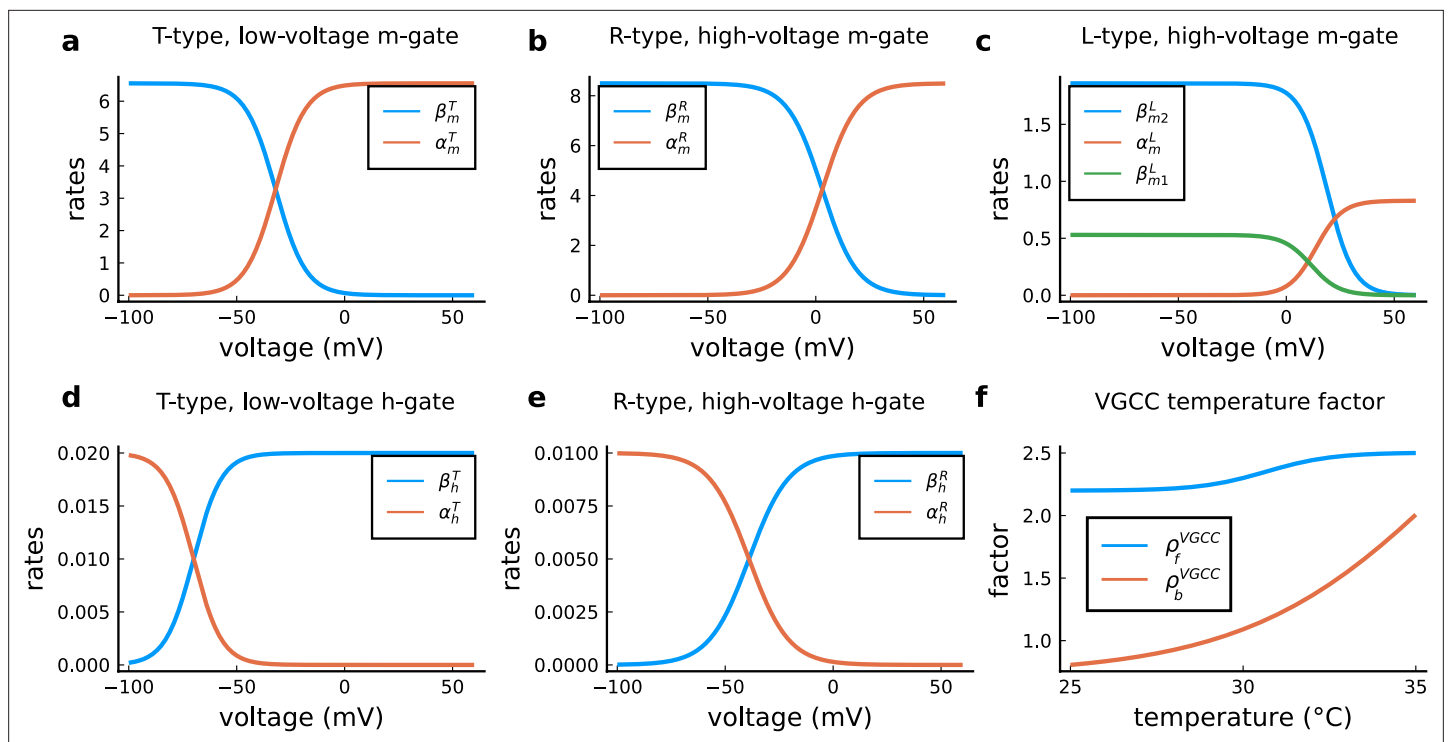 a
T-type, low-voltage m-gate
6
5
4
3
2
1
0
rates
β_m^T
α_m^T
−100
−50
0
50
voltage (mV)
b
R-type, high-voltage m-gate
8
6
4
2
0
rates
β_m^R
α_m^R
−100
−50
0
50
voltage (mV)
c
L-type, high-voltage m-gate
1.5
1.0
0.5
0.0
rates
β_{m2}^L
α_m^L
β_{m1}^L
−100
−50
0
50
voltage (mV)
d
T-type, low-voltage h-gate
0.020
0.015
0.010
0.005
0.000
rates
β_h^T
α_h^T
−100
−50
0
50
voltage (mV)
e
R-type, high-voltage h-gate
0.0100
0.0075
0.0050
0.0025
0.0000
rates
β_h^R
α_h^R
−100
−50
0
50
voltage (mV)
f
VGCC temperature factor
2.5
2.0
1.5
1.0
factor
ρ_f^{VGCC}
ρ_b^{VGCC}
25
30
35
temperature (°C)